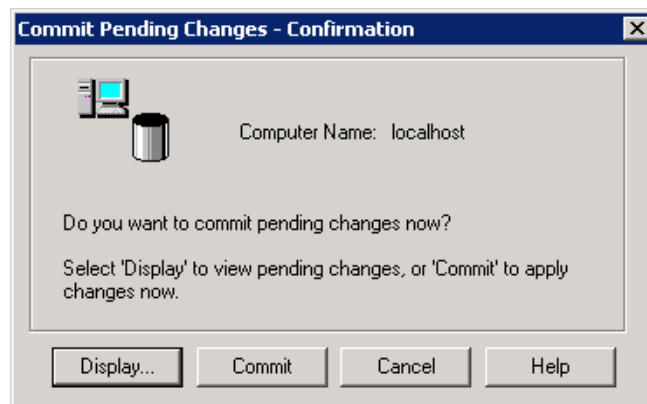 Commit Pending Changes - Confirmation
Computer Name: localhost
Do you want to commit pending changes now?
Select 'Display' to view pending changes, or 'Commit' to apply
changes now.
Display... Commit Cancel Help